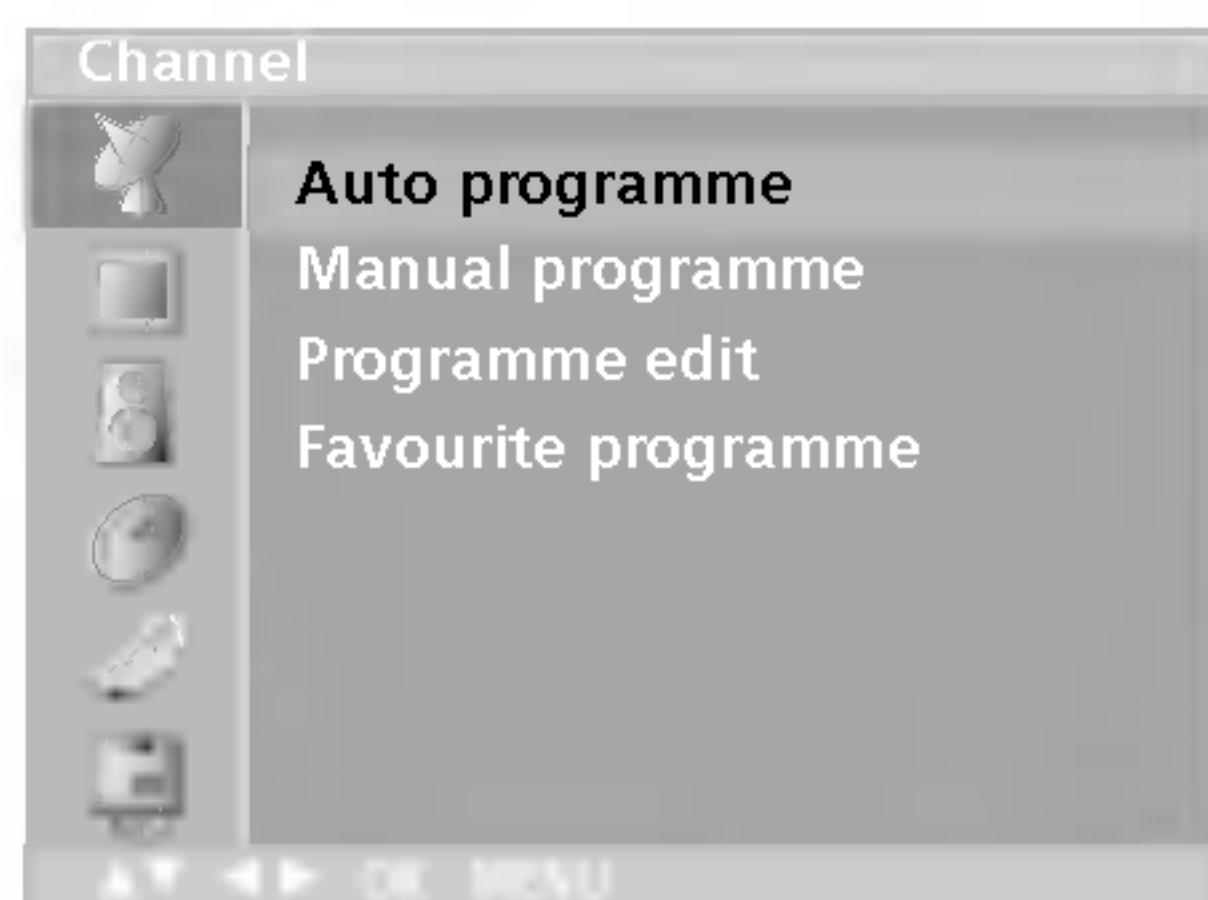 Channel
Auto programme
Manual programme
Programme edit
Favourite programme
▲▼ ◀ ▶ OK MENU